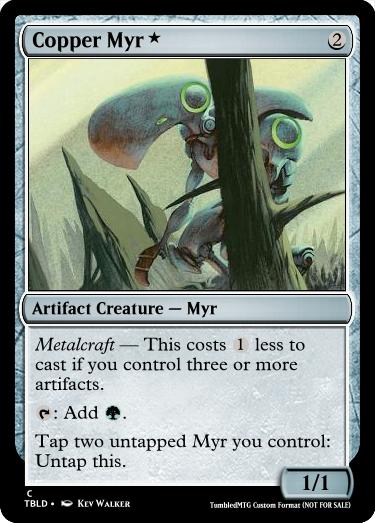 Copper Myr ★ 2
Artifact Creature — Myr
Metalcraft — This costs 1 less to
cast if you control three or more
artifacts.
: Add .
Tap two untapped Myr you control:
Untap this.
1/1
C
TBLD • Kev Walker
TumbledMTG Custom Format (NOT FOR SALE)